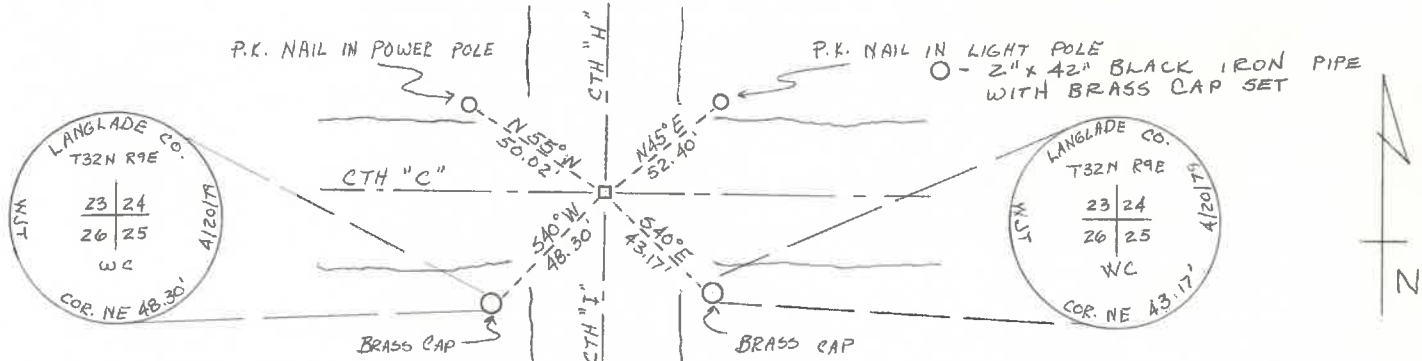 P.K. NAIL IN POWER POLE
CTH "H"
P.K. NAIL IN LIGHT POLE
O - 2" x 42" BLACK IRON PIPE
WITH BRASS CAP SET
LANGLADE CO.
T32N R9E
23 24
26 25
WC
COR. NE 48.30'
WJT
4/20/79
N 55° W
50.02'
N45°E
52.40'
CTH "C"
S40°W
48.30'
S40°E
43.17'
LANGLADE CO.
T32N R9E
23 24
26 25
WC
COR. NE 43.17'
WJT
4/20/79
N
BRASS CAP
CTH "I"
BRASS CAP